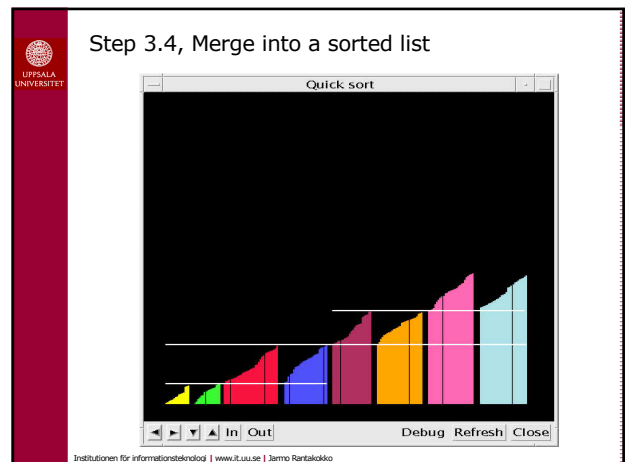 Step 3.4, Merge into a sorted list
UPPSALA
UNIVERSITET
Quick sort
In Out Debug Refresh Close
Institutionen för informationsteknologi | www.it.uu.se | Jarmo Rantakokko